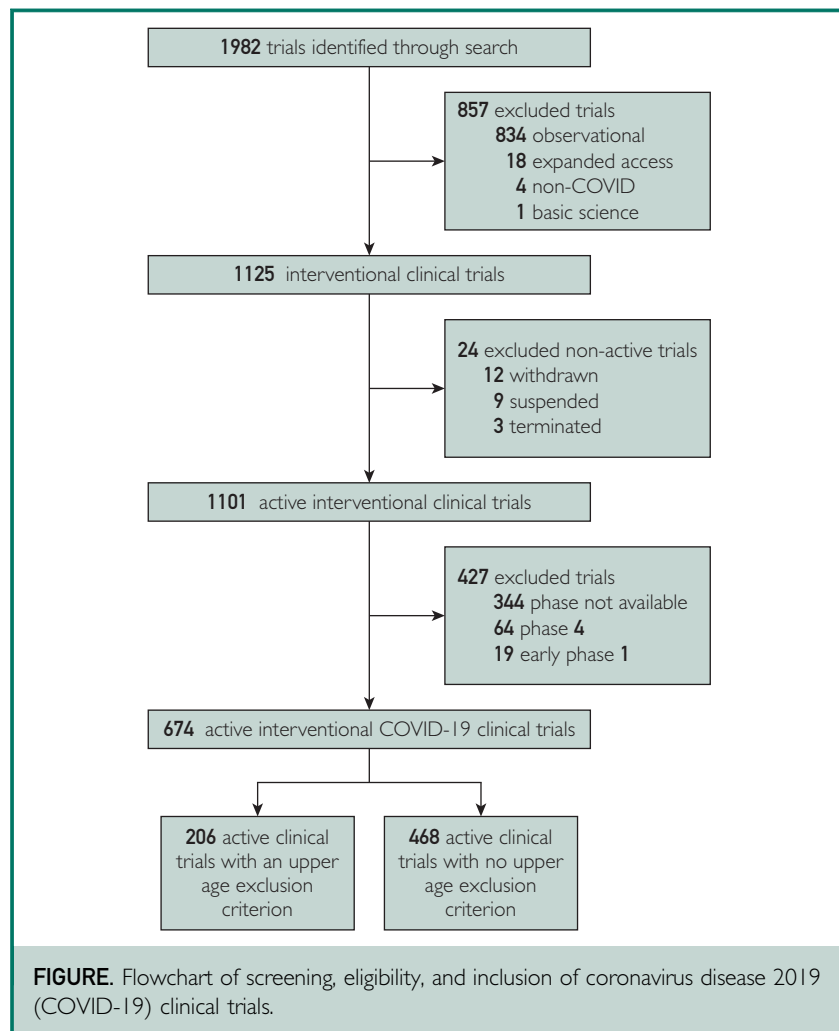 1982 trials identified through search
857 excluded trials
834 observational
18 expanded access
4 non-COVID
1 basic science
1125 interventional clinical trials
24 excluded non-active trials
12 withdrawn
9 suspended
3 terminated
1101 active interventional clinical trials
427 excluded trials
344 phase not available
64 phase 4
19 early phase 1
674 active interventional COVID-19 clinical trials
206 active clinical
trials with an upper
age exclusion
criterion
468 active clinical
trials with no upper
age exclusion
criterion
FIGURE. Flowchart of screening, eligibility, and inclusion of coronavirus disease 2019
(COVID-19) clinical trials.